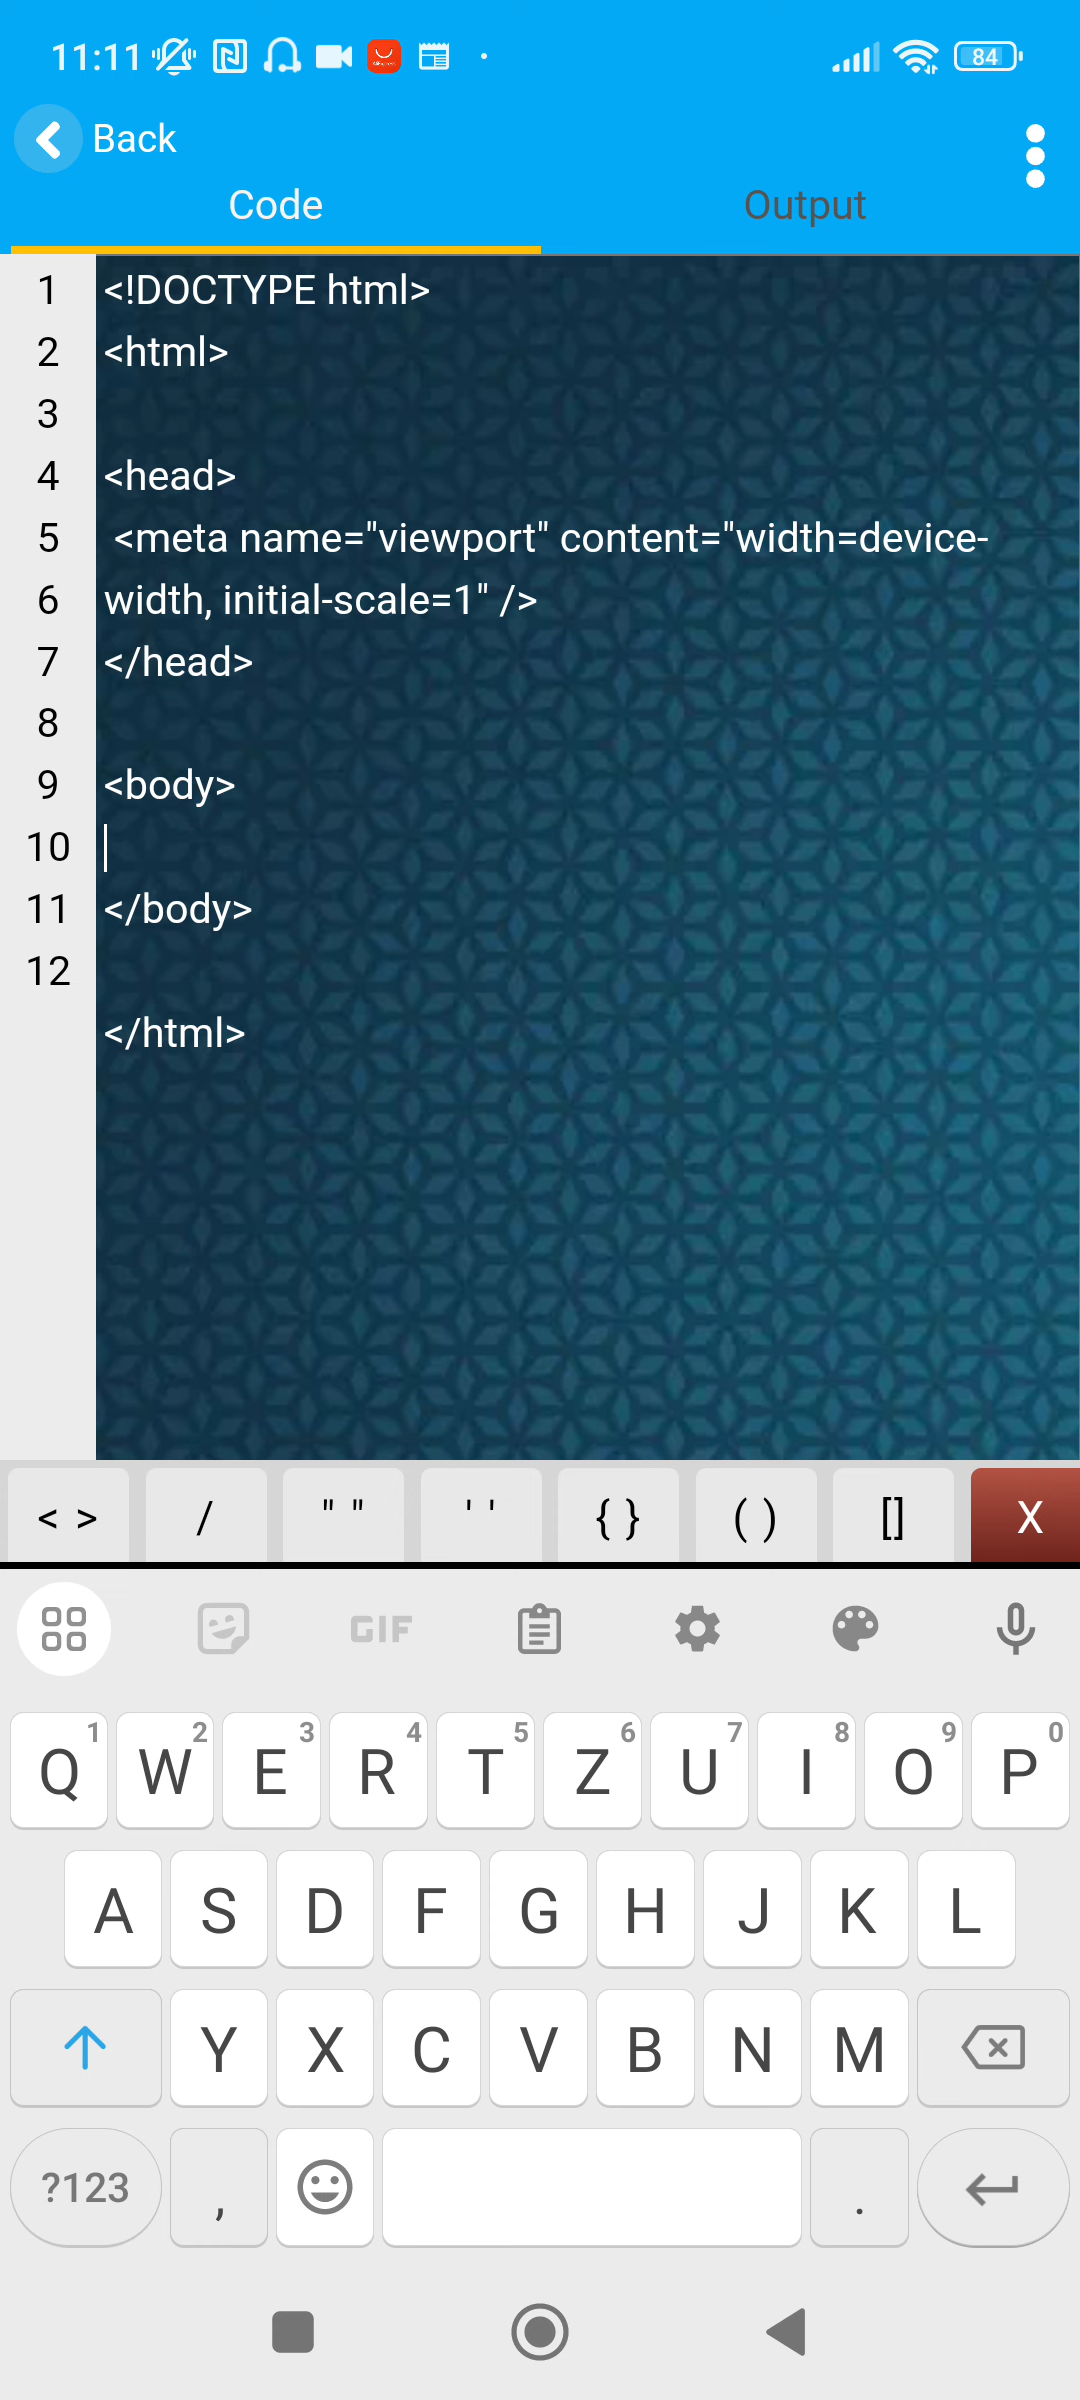 11:11 84
Back
Code Output
1 <!DOCTYPE html>
2 <html>
3
4 <head>
5 <meta name="viewport" content="width=device-
6 width, initial-scale=1" />
7 </head>
8
9 <body>
10
11 </body>
12
</html>
< > / " " ' ' { } ( ) [] X
GIF
Q 1 W 2 E 3 R 4 T 5 Z 6 U 7 I 8 O 9 P 0
A S D F G H J K L
Y X C V B N M
?123 , .